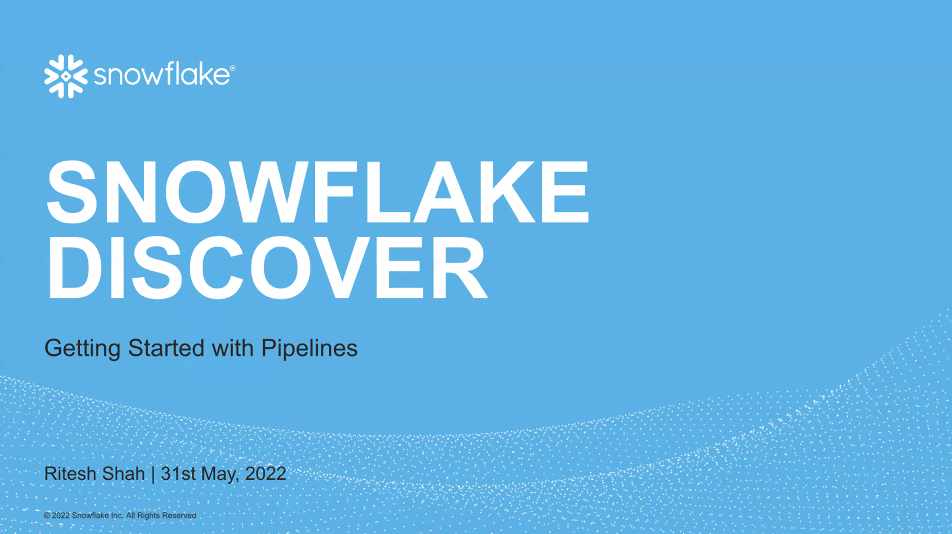 snowflake®
SNOWFLAKE
DISCOVER
Getting Started with Pipelines
Ritesh Shah | 31st May, 2022
© 2022 Snowflake Inc. All Rights Reserved